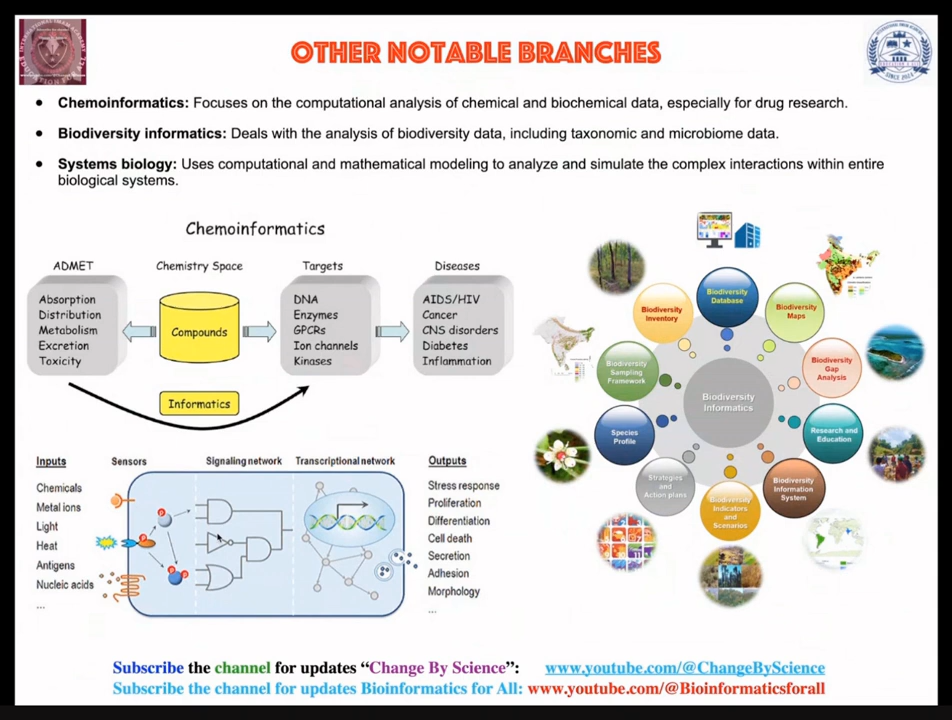 OTHER NOTABLE BRANCHES
• Chemoinformatics: Focuses on the computational analysis of chemical and biochemical data, especially for drug research.
• Biodiversity informatics: Deals with the analysis of biodiversity data, including taxonomic and microbiome data.
• Systems biology: Uses computational and mathematical modeling to analyze and simulate the complex interactions within entire
biological systems.
Chemoinformatics
ADMET
Absorption
Distribution
Metabolism
Excretion
Toxicity
Chemistry Space
Compounds
Informatics
Targets
DNA
Enzymes
GPCRs
Ion channels
Kinases
Diseases
AIDS/HIV
Cancer
CNS disorders
Diabetes
Inflammation
Inputs
Chemicals
Metal ions
Light
Heat
Antigens
Nucleic acids
...
Sensors
P
P
P
P
Signaling network
Transcriptional network
Outputs
Stress response
Proliferation
Differentiation
Cell death
Secretion
Adhesion
Morphology
...
Biodiversity
Informatics
Biodiversity
Database
Biodiversity
Maps
Biodiversity
Gap
Analysis
Research and
Education
Biodiversity
Information
System
Biodiversity
Indicators
and
Scenarios
Strategies
and
Action plans
Species
Profile
Biodiversity
Sampling
Framework
Biodiversity
Inventory
Subscribe the channel for updates “Change By Science”: www.youtube.com/@ChangeByScience
Subscribe the channel for updates Bioinformatics for All: www.youtube.com/@Bioinformaticsforall